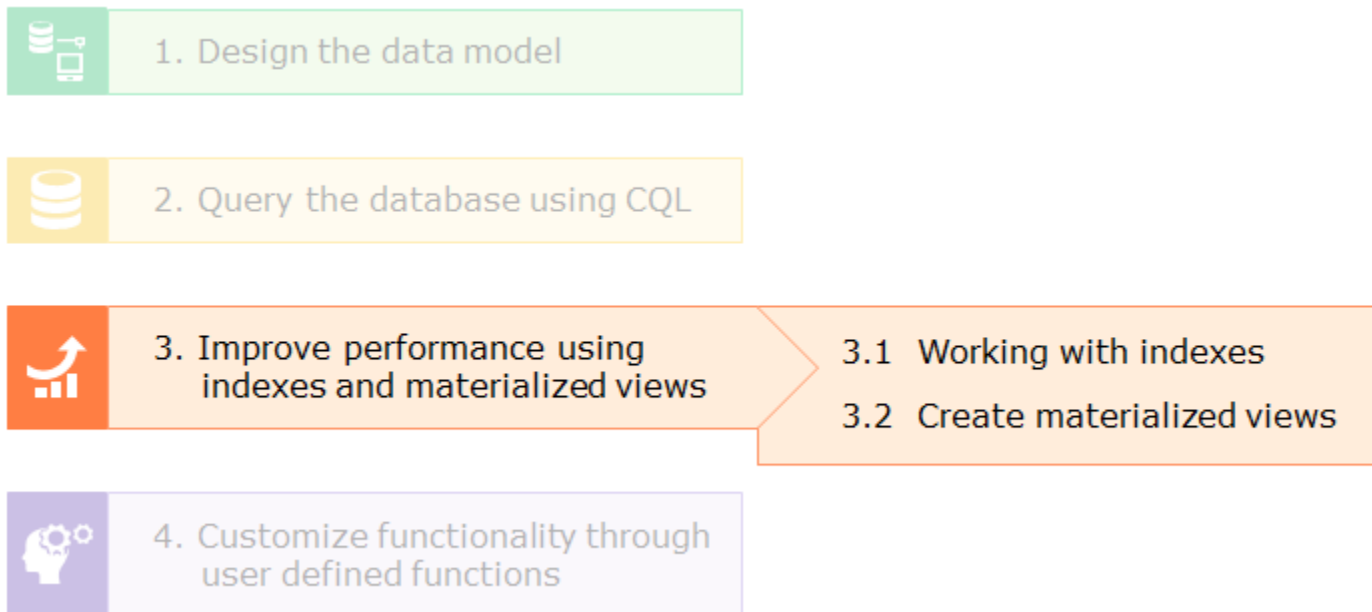 1. Design the data model
2. Query the database using CQL
3. Improve performance using
indexes and materialized views
3.1 Working with indexes
3.2 Create materialized views
4. Customize functionality through
user defined functions